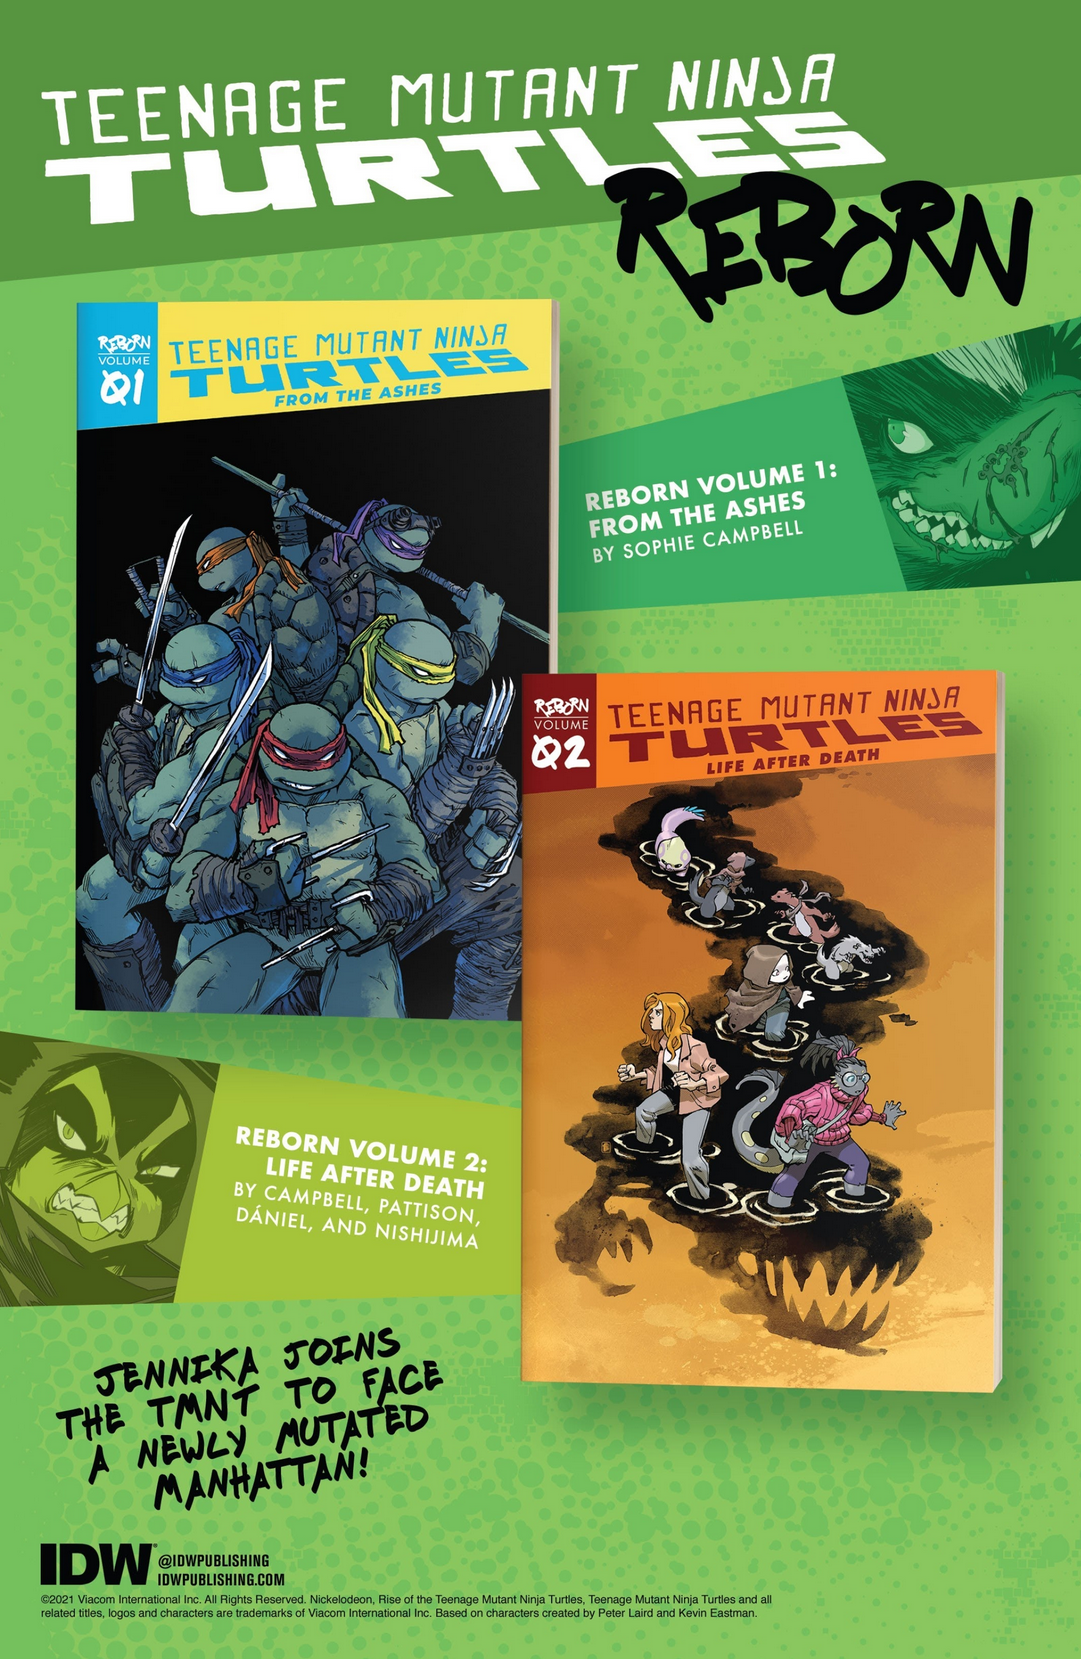 TEENAGE MUTANT NINJA
TURTLES
REBORN
REBORN
VOLUME
01
TEENAGE MUTANT NINJA
TURTLES
FROM THE ASHES
REBORN VOLUME 1:
FROM THE ASHES
BY SOPHIE CAMPBELL
REBORN
VOLUME
02
TEENAGE MUTANT NINJA
TURTLES
LIFE AFTER DEATH
REBORN VOLUME 2:
LIFE AFTER DEATH
BY CAMPBELL, PATTISON,
DÁNIEL, AND NISHIJIMA
JENNIKA JOINS
THE TMNT TO FACE
A NEWLY MUTATED
MANHATTAN!
IDW
@IDWPUBLISHING
IDWPUBLISHING.COM
©2021 Viacom International Inc. All Rights Reserved. Nickelodeon, Rise of the Teenage Mutant Ninja Turtles, Teenage Mutant Ninja Turtles and all
related titles, logos and characters are trademarks of Viacom International Inc. Based on characters created by Peter Laird and Kevin Eastman.